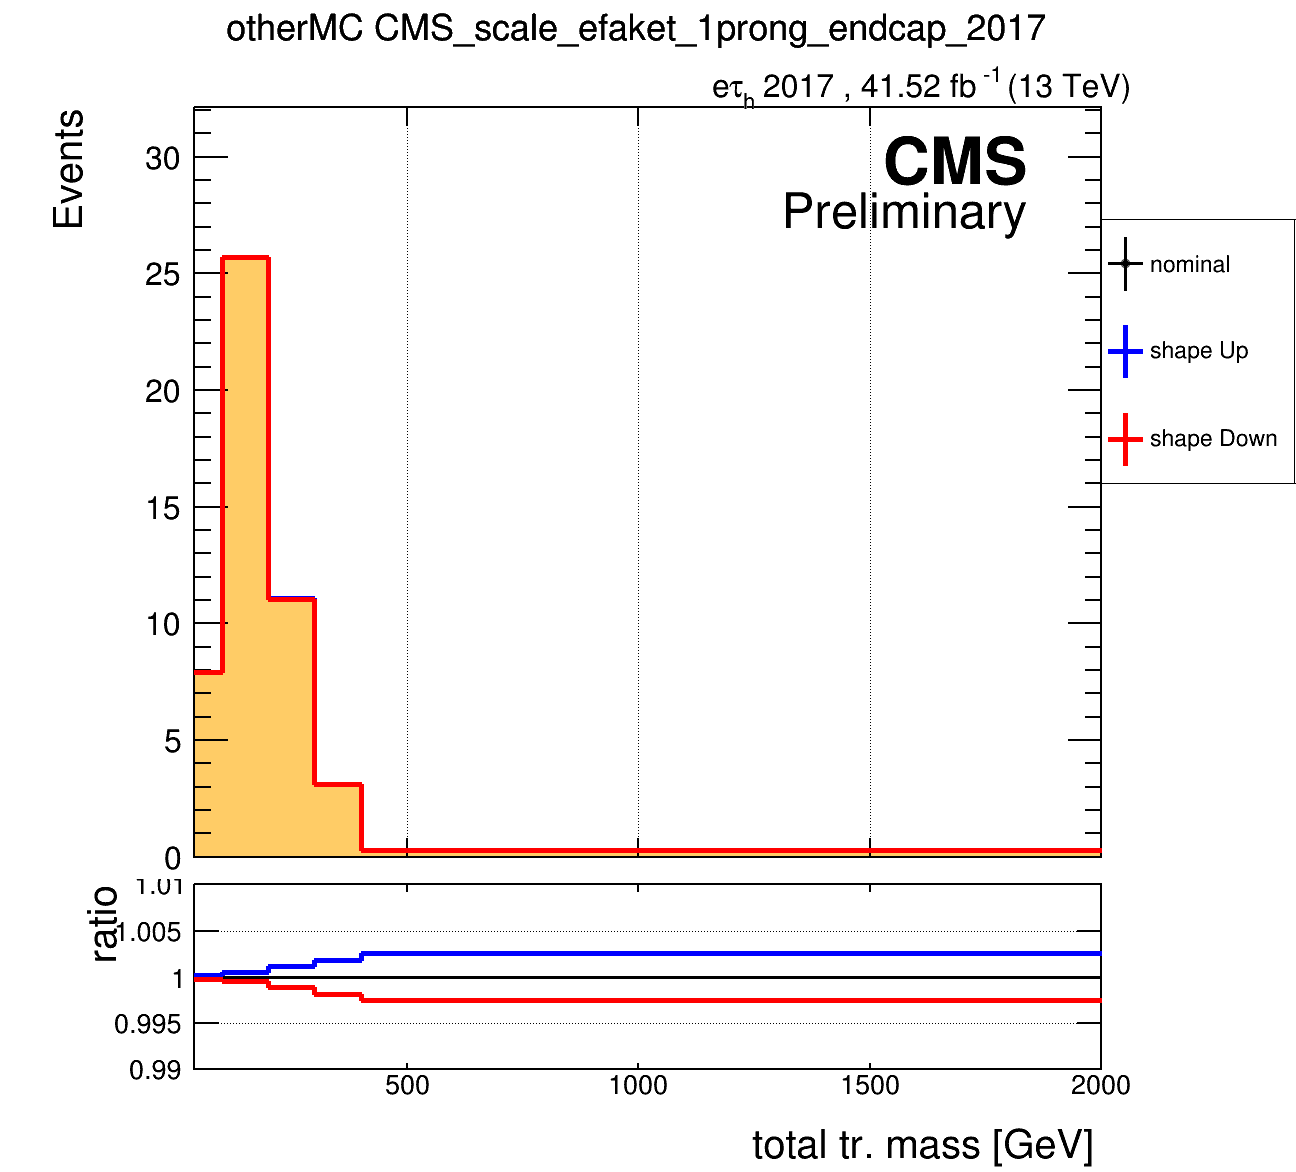 otherMC CMS_scale_efaket_1prong_endcap_2017
eτh 2017 , 41.52 fb -1 (13 TeV)
Events
CMS
Preliminary
30
25
20
15
10
5
0
nominal
shape Up
shape Down
ratio
1.01
1.005
1
0.995
0.99
500 1000 1500 2000
total tr. mass [GeV]